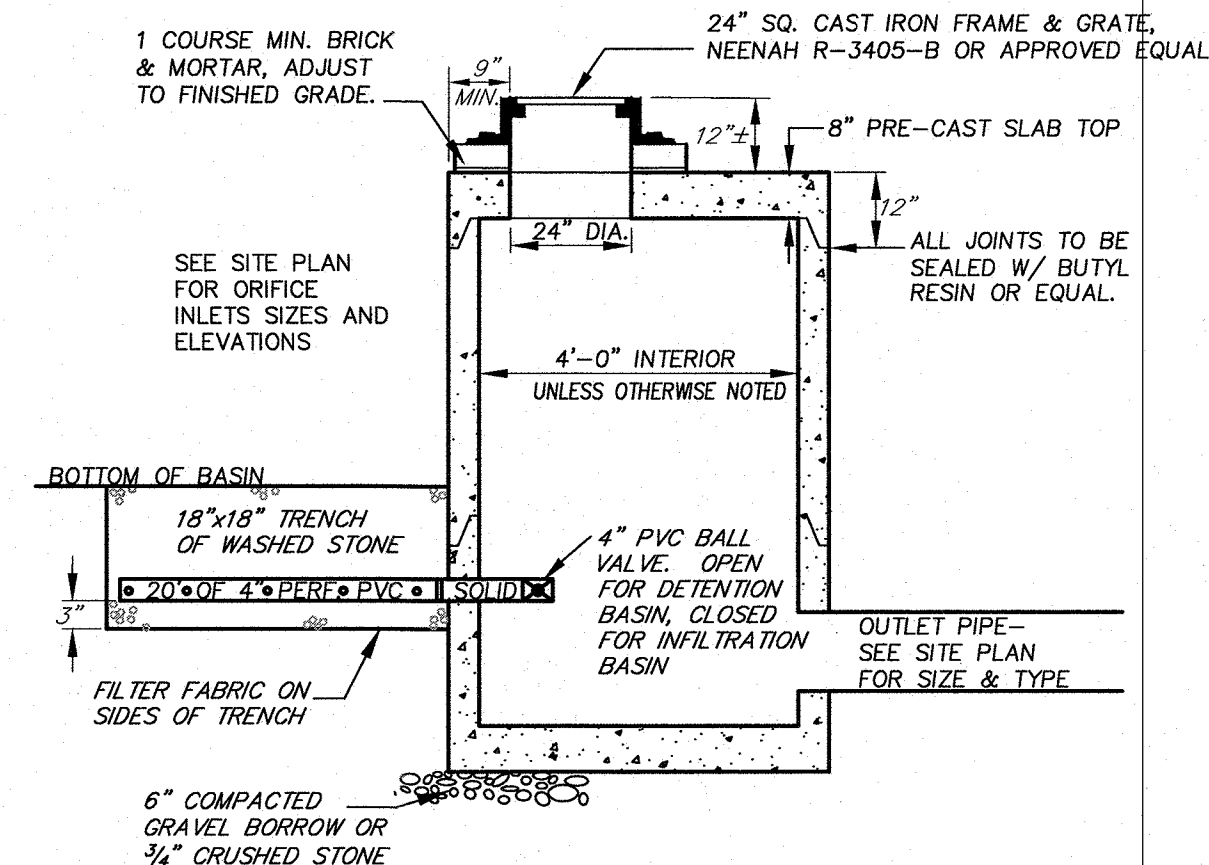 1 COURSE MIN. BRICK
& MORTAR, ADJUST
TO FINISHED GRADE.
9"
MIN.
24" SQ. CAST IRON FRAME & GRATE,
NEENAH R-3405-B OR APPROVED EQUAL
12"±
8" PRE-CAST SLAB TOP
12"
24" DIA.
ALL JOINTS TO BE
SEALED W/ BUTYL
RESIN OR EQUAL.
SEE SITE PLAN
FOR ORIFICE
INLETS SIZES AND
ELEVATIONS
4'-0" INTERIOR
UNLESS OTHERWISE NOTED
BOTTOM OF BASIN
18"x18" TRENCH
OF WASHED STONE
20' OF 4" PERF. PVC
SOLID
3"
4" PVC BALL
VALVE. OPEN
FOR DETENTION
BASIN, CLOSED
FOR INFILTRATION
BASIN
OUTLET PIPE-
SEE SITE PLAN
FOR SIZE & TYPE
FILTER FABRIC ON
SIDES OF TRENCH
6" COMPACTED
GRAVEL BORROW OR
3/4" CRUSHED STONE